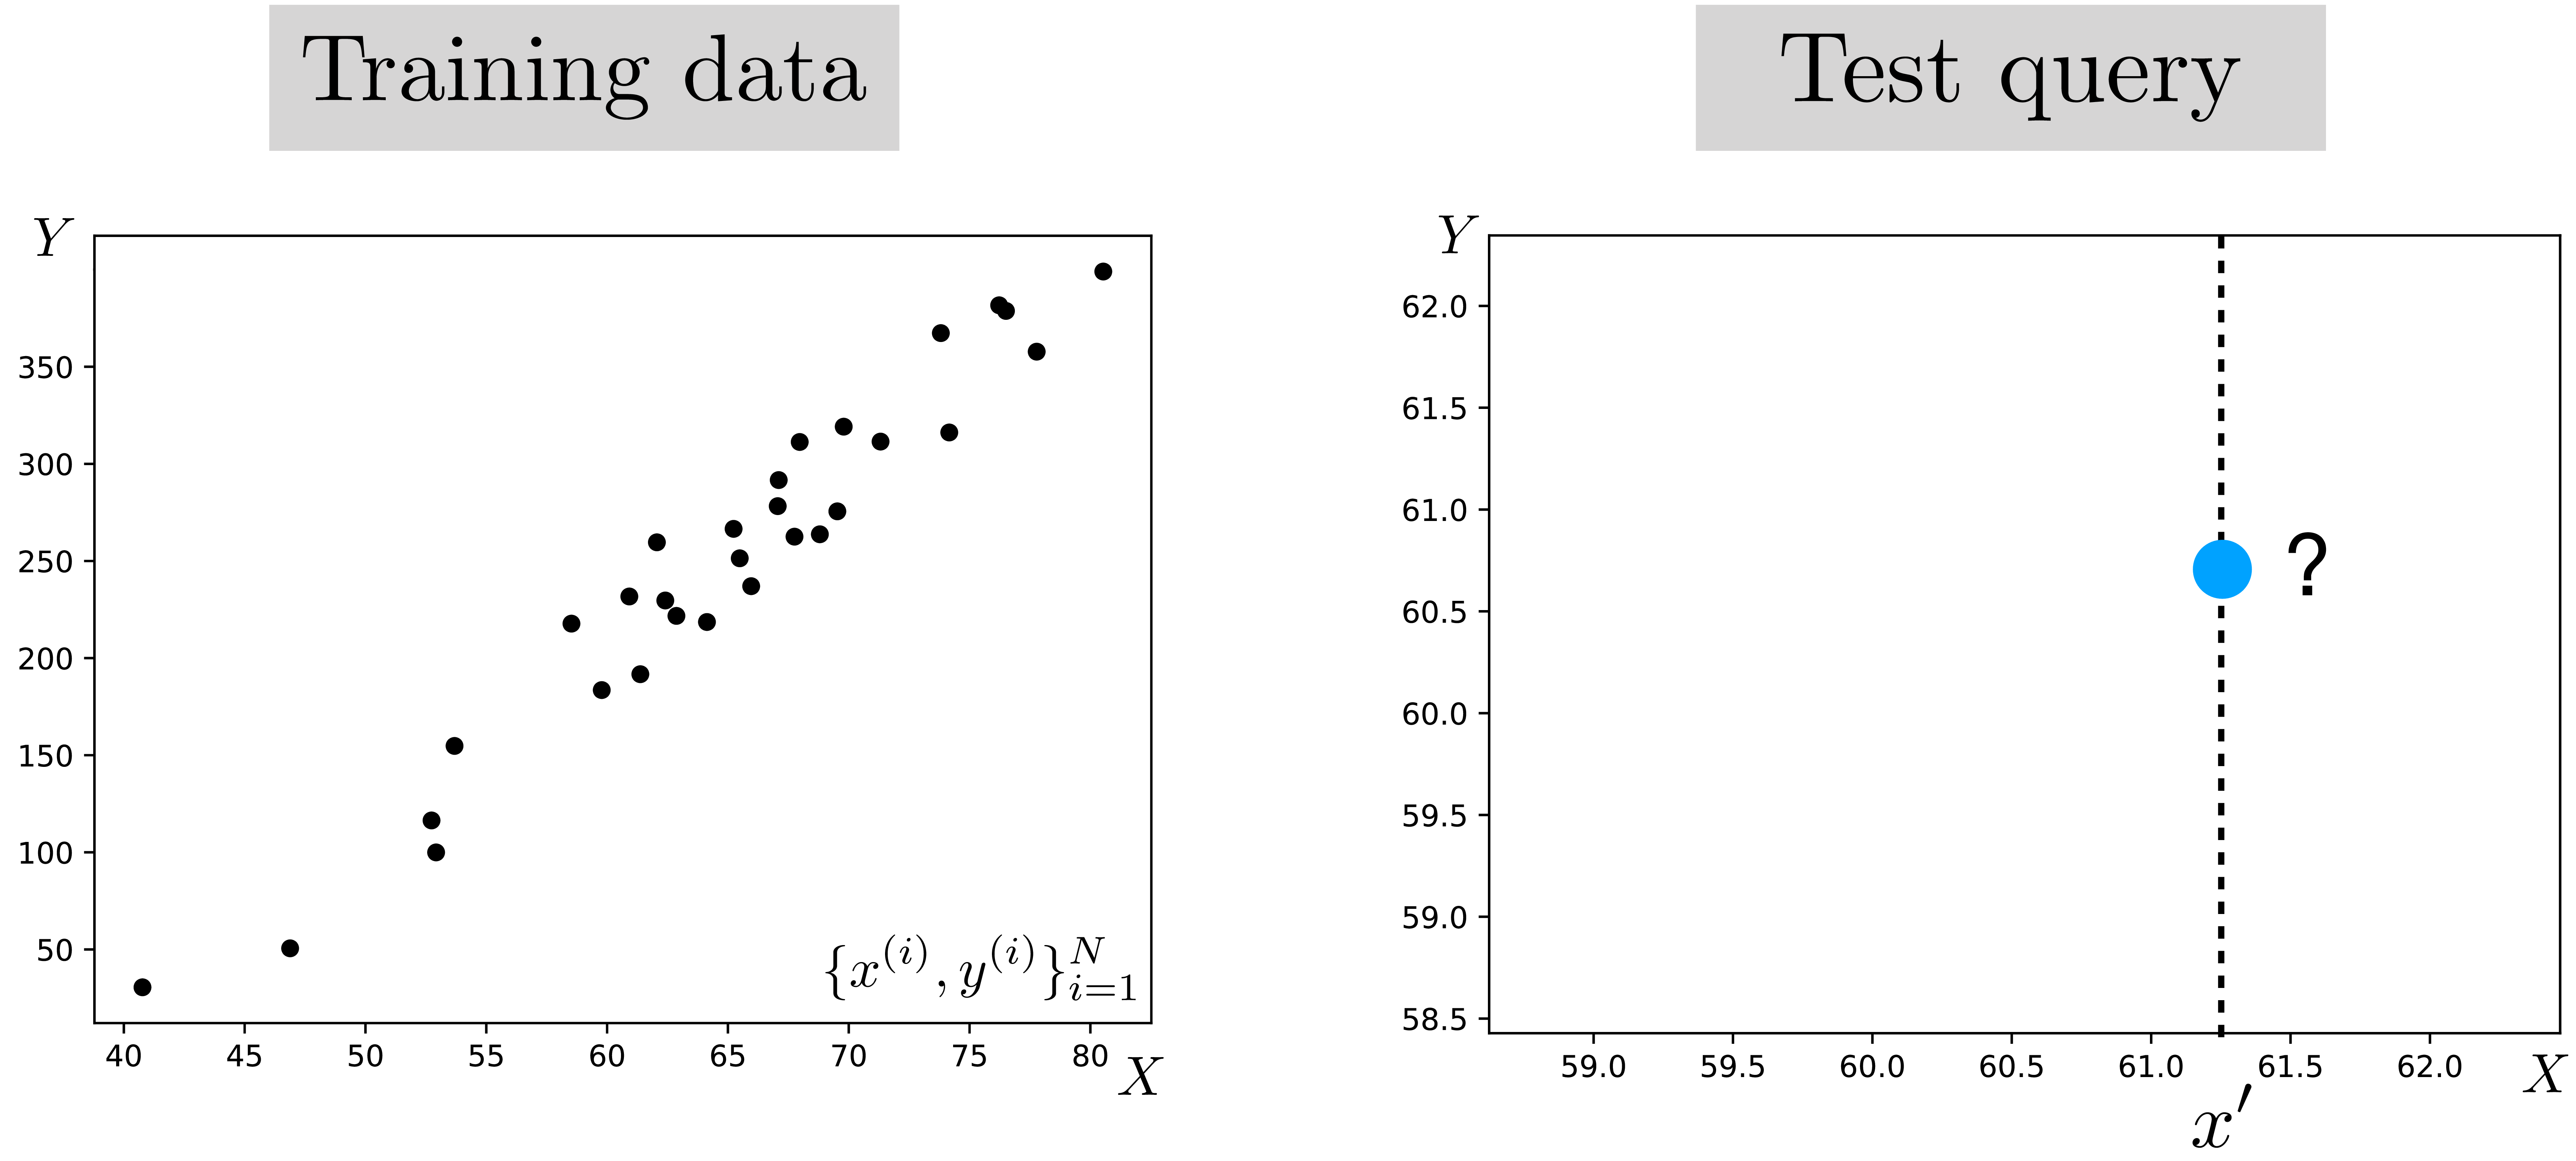 Training data
Test query
Y
350
300
250
200
150
100
50
40 45 50 55 60 65 70 75 80
X
{x^{(i)}, y^{(i)}}_{i=1}^{N}
Y
62.0
61.5
61.0
60.5
60.0
59.5
59.0
58.5
?
59.0 59.5 60.0 60.5 61.0 61.5 62.0
X
x′